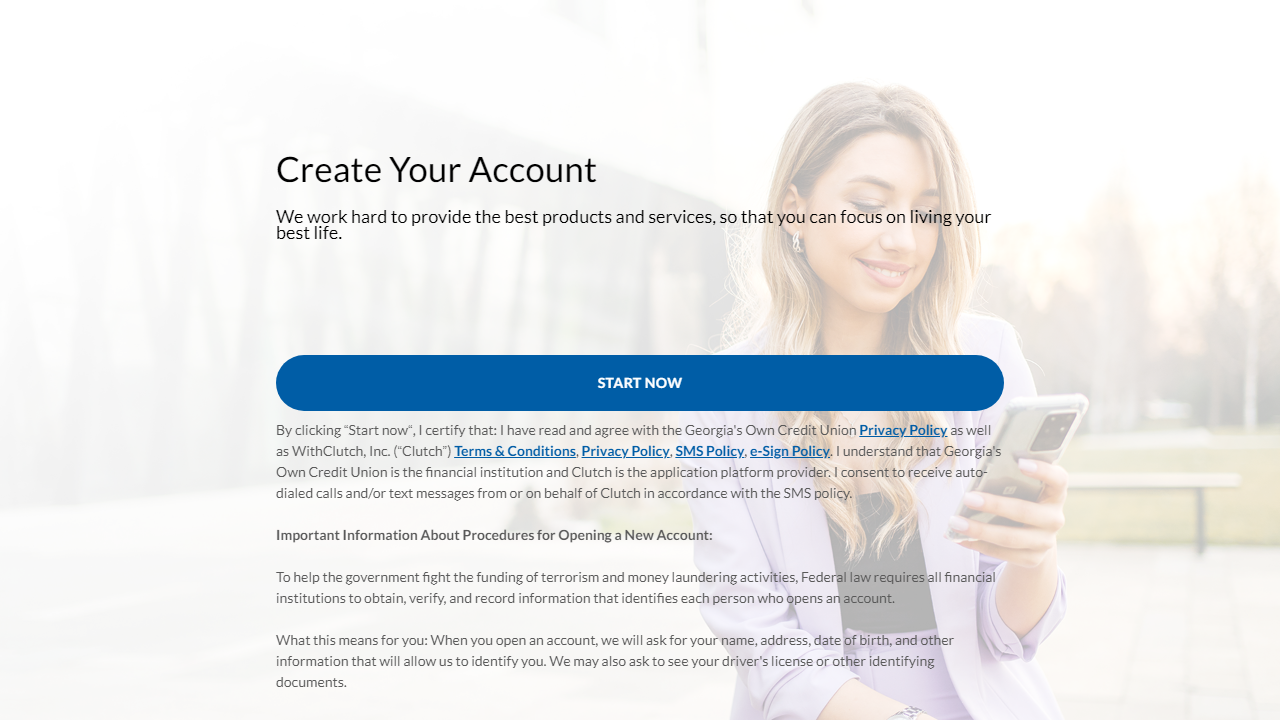 Create Your Account
We work hard to provide the best products and services, so that you can focus on living your
best life.
START NOW
By clicking “Start now“, I certify that: I have read and agree with the Georgia's Own Credit Union Privacy Policy as well
as WithClutch, Inc. (“Clutch”) Terms & Conditions, Privacy Policy, SMS Policy, e-Sign Policy. I understand that Georgia's
Own Credit Union is the financial institution and Clutch is the application platform provider. I consent to receive auto-
dialed calls and/or text messages from or on behalf of Clutch in accordance with the SMS policy.
Important Information About Procedures for Opening a New Account:
To help the government fight the funding of terrorism and money laundering activities, Federal law requires all financial
institutions to obtain, verify, and record information that identifies each person who opens an account.
What this means for you: When you open an account, we will ask for your name, address, date of birth, and other
information that will allow us to identify you. We may also ask to see your driver's license or other identifying
documents.